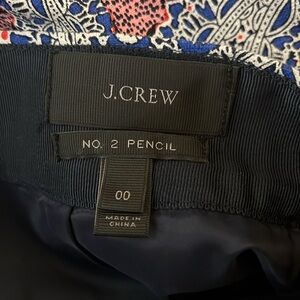 J.CREW
NO. 2 PENCIL
00
MADE IN
CHINA